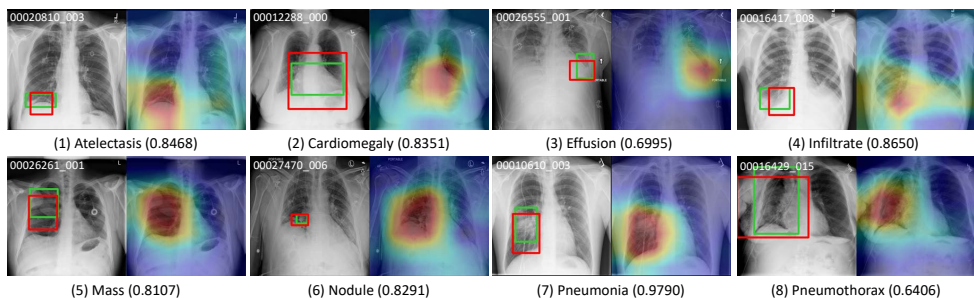 00020810_003
00012288_000
00026555_001
00016417_008
(1) Atelectasis (0.8468)
(2) Cardiomegaly (0.8351)
(3) Effusion (0.6995)
(4) Infiltrate (0.8650)
00026261_001
00027470_006
00010610_003
00016429_015
(5) Mass (0.8107)
(6) Nodule (0.8291)
(7) Pneumonia (0.9790)
(8) Pneumothorax (0.6406)